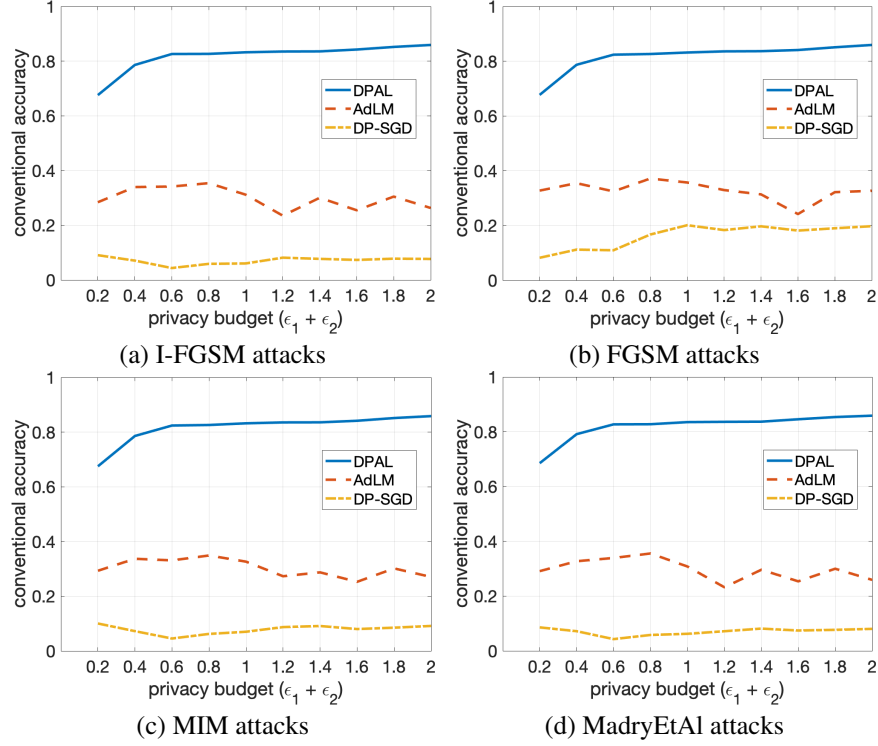 1
0.8
0.6
0.4
0.2
0
conventional accuracy
DPAL
AdLM
DP-SGD
0.2 0.4 0.6 0.8 1 1.2 1.4 1.6 1.8 2
privacy budget (ϵ1 + ϵ2)
(a) I-FGSM attacks
1
0.8
0.6
0.4
0.2
0
conventional accuracy
DPAL
AdLM
DP-SGD
0.2 0.4 0.6 0.8 1 1.2 1.4 1.6 1.8 2
privacy budget (ϵ1 + ϵ2)
(b) FGSM attacks
1
0.8
0.6
0.4
0.2
0
conventional accuracy
DPAL
AdLM
DP-SGD
0.2 0.4 0.6 0.8 1 1.2 1.4 1.6 1.8 2
privacy budget (ϵ1 + ϵ2)
(c) MIM attacks
1
0.8
0.6
0.4
0.2
0
conventional accuracy
DPAL
AdLM
DP-SGD
0.2 0.4 0.6 0.8 1 1.2 1.4 1.6 1.8 2
privacy budget (ϵ1 + ϵ2)
(d) MadryEtAl attacks